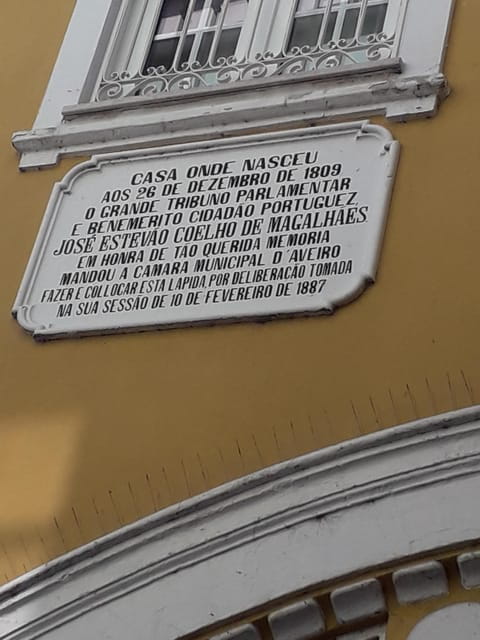 CASA ONDE NASCEU
AOS 26 DE DEZEMBRO DE 1809
O GRANDE TRIBUNO PARLAMENTAR
E BENEMERITO CIDADÃO PORTUGUEZ,
JOSÉ ESTEVÃO COELHO DE MAGALHÃES
EM HONRA DE TÃO QUERIDA MEMORIA
MANDOU A CAMARA MUNICIPAL D'AVEIRO
FAZER E COLLOCAR ESTA LAPIDA, POR DELIBERAÇÃO TOMADA
NA SUA SESSÃO DE 10 DE FEVEREIRO DE 1887